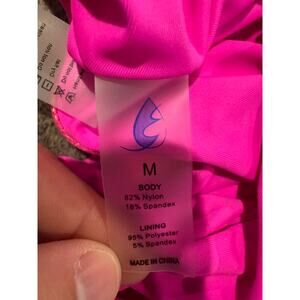 M
BODY
82% Nylon
18% Spandex
LINING
95% Polyester
5% Spandex
MADE IN CHINA